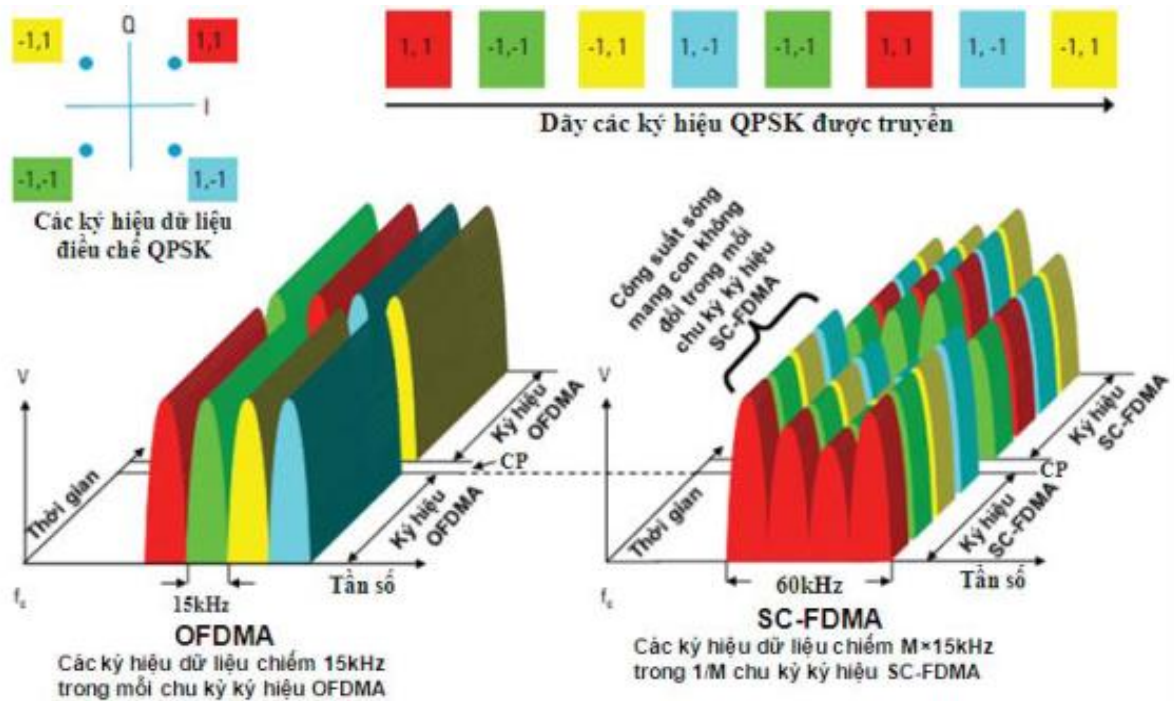 Q
-1,1
1,1
I
-1,-1
1,-1
Các ký hiệu dữ liệu
điều chế QPSK
1, 1
-1,-1
-1, 1
1, -1
-1,-1
1, 1
1, -1
-1, 1
Dãy các ký hiệu QPSK được truyền
V
Thời gian
Ký hiệu
OFDMA
CP
Ký hiệu
OFDMA
Tần số
fc
15kHz
OFDMA
Các ký hiệu dữ liệu chiếm 15kHz
trong mỗi chu kỳ ký hiệu OFDMA
Công suất sóng
mang con không
đổi trong mỗi
chu kỳ ký hiệu
SC-FDMA
V
Thời gian
Ký hiệu
SC-FDMA
CP
Ký hiệu
SC-FDMA
Tần số
fc
60kHz
SC-FDMA
Các ký hiệu dữ liệu chiếm M×15kHz
trong 1/M chu kỳ ký hiệu SC-FDMA